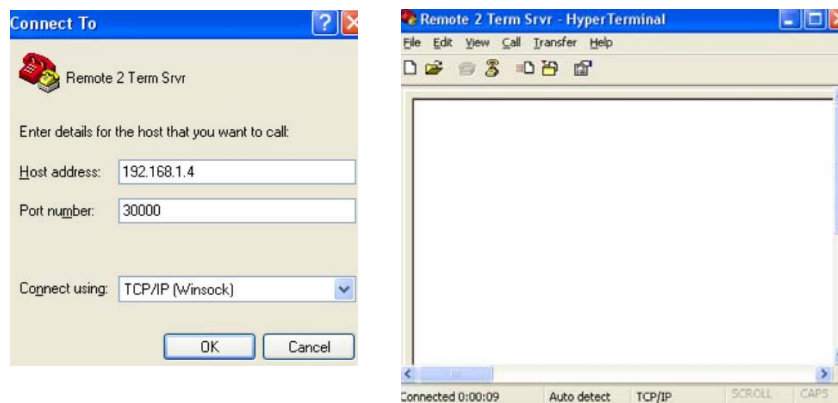 Connect To
Remote 2 Term Srvr
Enter details for the host that you want to call:
Host address: 192.168.1.4
Port number: 30000
Connect using: TCP/IP (Winsock)
OK Cancel
Remote 2 Term Srvr - HyperTerminal
File Edit View Call Transfer Help
Connected 0:00:09 Auto detect TCP/IP SCROLL CAPS